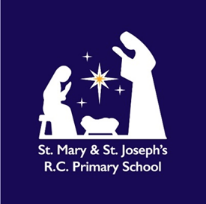 St. Mary & St. Joseph's
R.C. Primary School